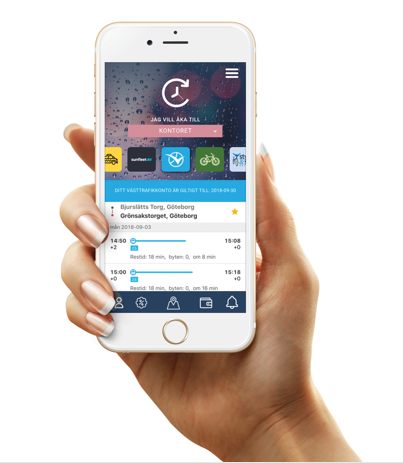 JAG VILL ÅKA TILL
KONTORET
sunfleet
DITT VÄSTTRAFIKKONTO ÄR GILTIGT TILL: 2018-09-30
Bjurslätts Torg, Göteborg
Grönsakstorget, Göteborg
mån 2018-09-03
14:50 15:08
+2 +0
Restid: 18 min, byten: 0, om 8 min
15:00 15:18
+0 +0
Restid: 18 min, byten: 0, om 16 min